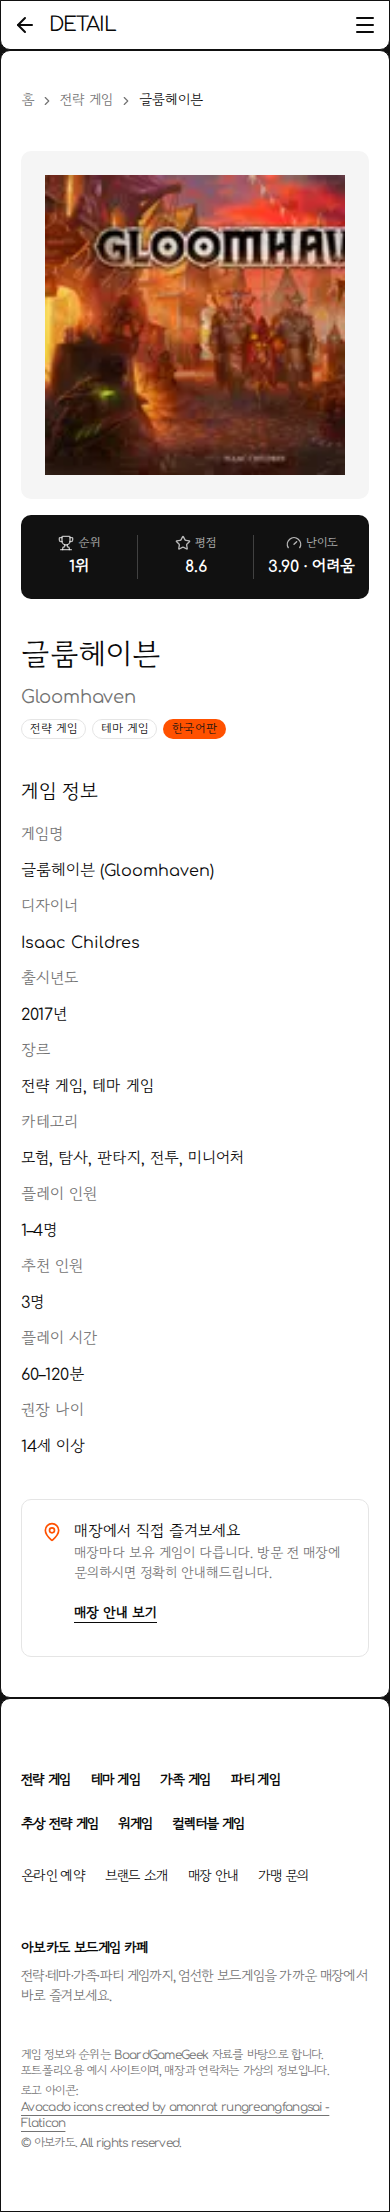 DETAIL
홈 > 전략 게임 > 글룸헤이븐
GLOOMHAV
순위 평점 난이도
1위 8.6 3.90 · 어려움
글룸헤이븐
Gloomhaven
전략 게임 테마 게임 한국어판
게임 정보
게임명
글룸헤이븐 (Gloomhaven)
디자이너
Isaac Childres
출시년도
2017년
장르
전략 게임, 테마 게임
카테고리
모험, 탐사, 판타지, 전투, 미니어처
플레이 인원
1–4명
추천 인원
3명
플레이 시간
60–120분
권장 나이
14세 이상
매장에서 직접 즐겨보세요
매장마다 보유 게임이 다릅니다. 방문 전 매장에
문의하시면 정확히 안내해드립니다.
매장 안내 보기
전략 게임 테마 게임 가족 게임 파티 게임
추상 전략 게임 워게임 컬렉터블 게임
온라인 예약 브랜드 소개 매장 안내 가맹 문의
아보카도 보드게임 카페
전략·테마·가족·파티 게임까지, 엄선한 보드게임을 가까운 매장에서
바로 즐겨보세요.
게임 정보와 순위는 BoardGameGeek 자료를 바탕으로 합니다.
포트폴리오용 예시 사이트이며, 매장과 연락처는 가상의 정보입니다.
로고 아이콘:
Avocado icons created by amonrat rungreangfangsai -
Flaticon
© 아보카도. All rights reserved.